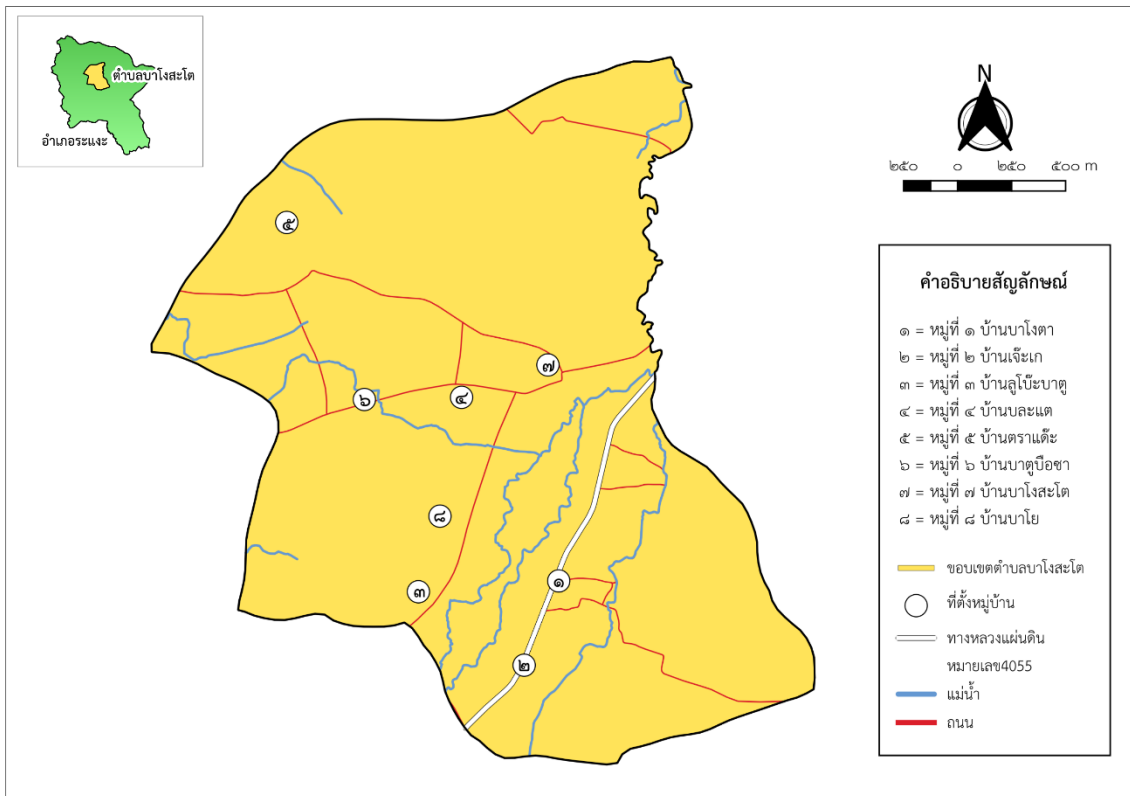 ตำบลบาโงสะโต
อำเภอระแงะ
N
๒๕๐ ๐ ๒๕๐ ๕๐๐ m
๕
๗
๖
๔
๘
๑
๓
๒
คำอธิบายสัญลักษณ์
๑ = หมู่ที่ ๑ บ้านบาโงตา
๒ = หมู่ที่ ๒ บ้านเจ๊ะเก
๓ = หมู่ที่ ๓ บ้านลูโบ๊ะบาตู
๔ = หมู่ที่ ๔ บ้านบละแต
๕ = หมู่ที่ ๕ บ้านตราแด๊ะ
๖ = หมู่ที่ ๖ บ้านบาตูบือซา
๗ = หมู่ที่ ๗ บ้านบาโงสะโต
๘ = หมู่ที่ ๘ บ้านบาโย
ขอบเขตตำบลบาโงสะโต
ที่ตั้งหมู่บ้าน
ทางหลวงแผ่นดิน
หมายเลข4055
แม่น้ำ
ถนน